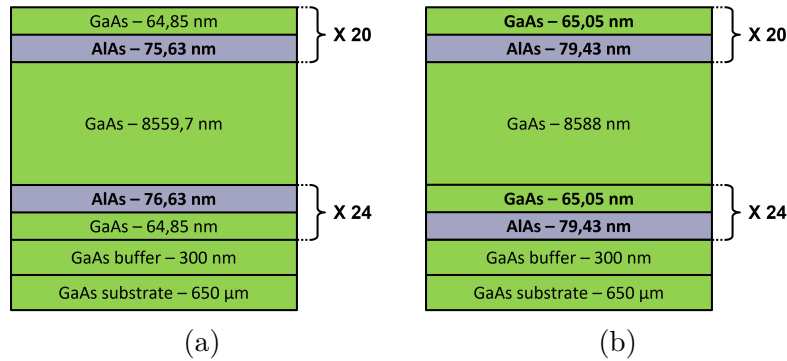 GaAs – 64,85 nm
AlAs – 75,63 nm
X 20
GaAs – 8559,7 nm
AlAs – 76,63 nm
GaAs – 64,85 nm
X 24
GaAs buffer – 300 nm
GaAs substrate – 650 µm
(a)
GaAs – 65,05 nm
AlAs – 79,43 nm
X 20
GaAs – 8588 nm
GaAs – 65,05 nm
AlAs – 79,43 nm
X 24
GaAs buffer – 300 nm
GaAs substrate – 650 µm
(b)